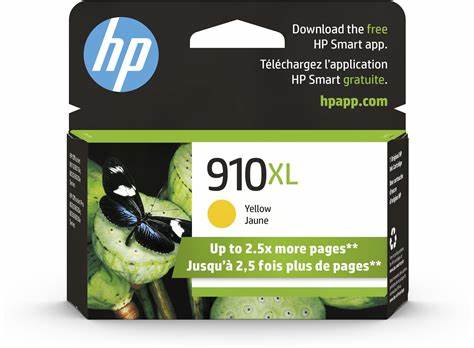 hp
Download the free
HP Smart app.
Téléchargez l'application
HP Smart gratuite.
hpapp.com
910XL
Yellow
Jaune
Up to 2.5x more pages**
Jusqu'à 2,5 fois plus de pages**